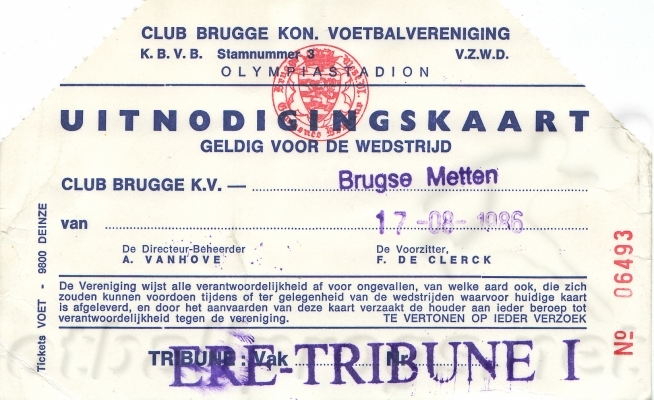 CLUB BRUGGE KON. VOETBALVERENIGING
K. B. V. B. Stamnummer 3 V.Z.W.D.
OLYMPIASTADION
UITNODIGINGSKAART
GELDIG VOOR DE WEDSTRIJD
CLUB BRUGGE K.V. — Brugse Metten
van 17-08-1986
De Directeur-Beheerder De Voorzitter,
A. VANHOVE F. DE CLERCK
De Vereniging wijst alle verantwoordelijkheid af voor ongevallen, van welke aard ook, die zich
zouden kunnen voordoen tijdens of ter gelegenheid van de wedstrijden waarvoor huidige kaart
is afgeleverd, en door het aanvaarden van deze kaart verzaakt de houder aan ieder beroep tot
verantwoordelijkheid tegen de vereniging. TE VERTONEN OP IEDER VERZOEK
TRIBUNE : Vak Nr.
ERE-TRIBUNE I
Tickets VOET - 9800 DEINZE
Nº 06493